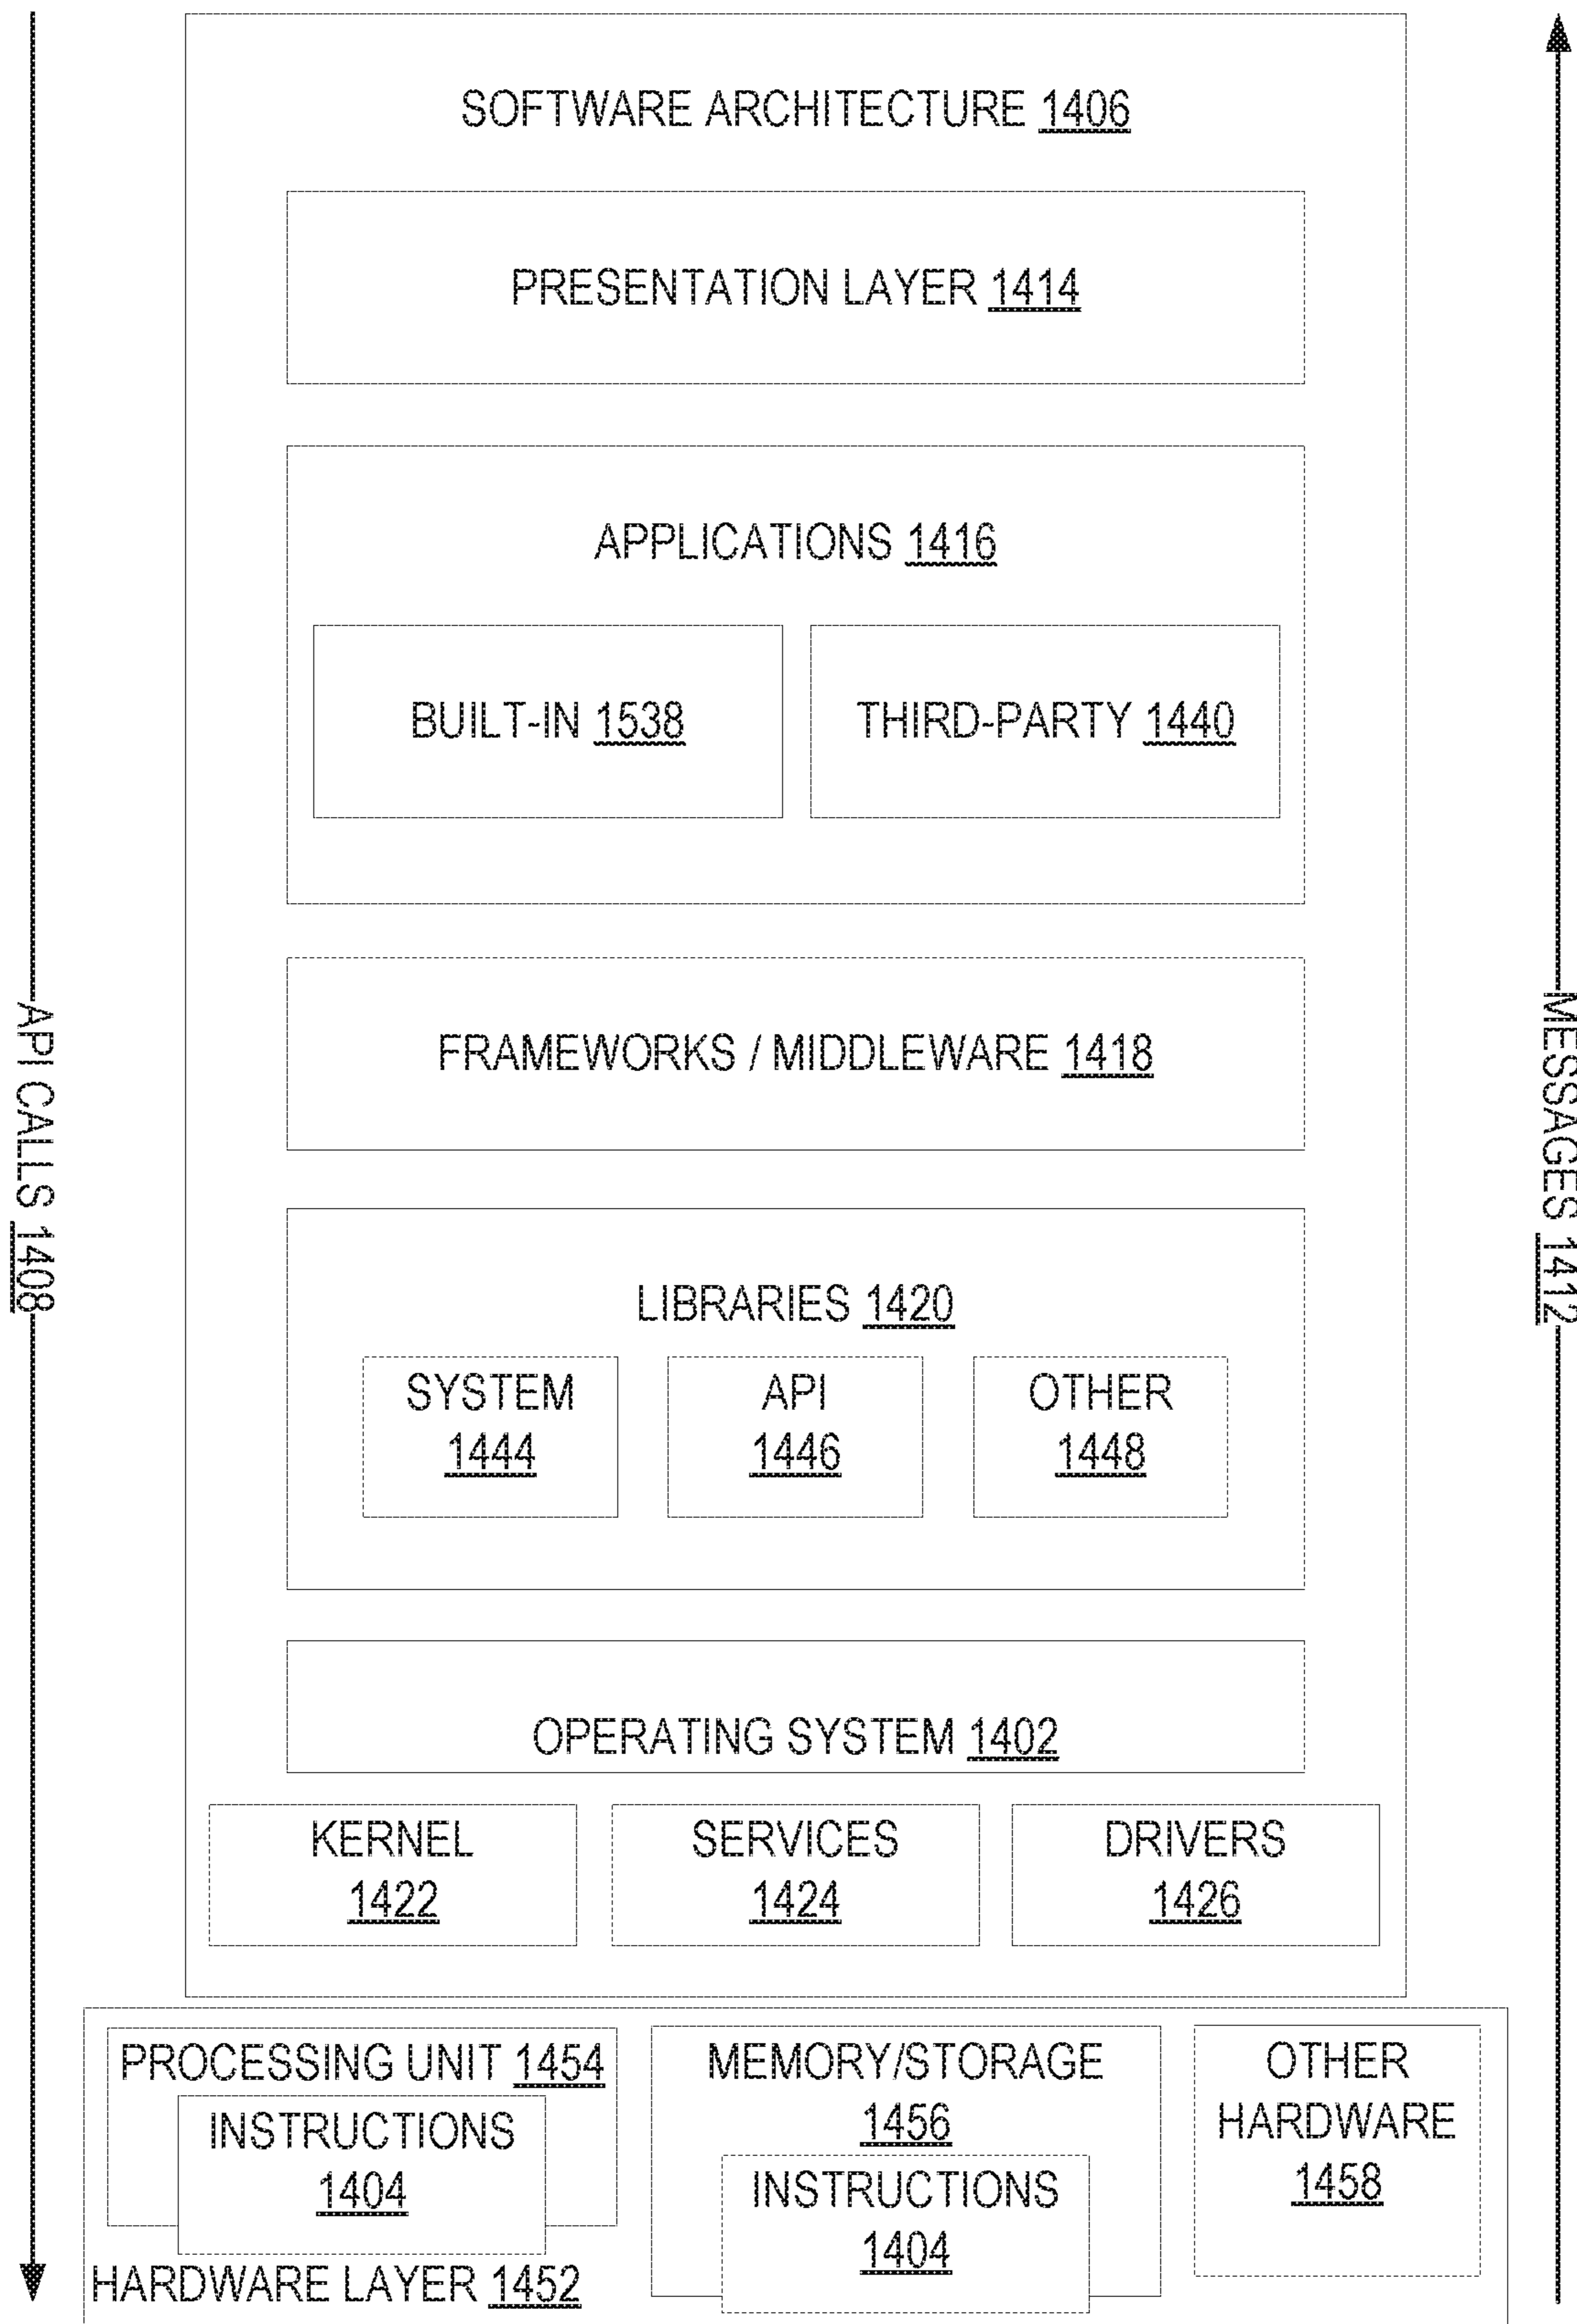 SOFTWARE ARCHITECTURE 1406
PRESENTATION LAYER 1414
APPLICATIONS 1416
BUILT-IN 1538
THIRD-PARTY 1440
FRAMEWORKS / MIDDLEWARE 1418
API CALLS 1408
MESSAGES 1412
LIBRARIES 1420
SYSTEM
1444
API
1446
OTHER
1448
OPERATING SYSTEM 1402
KERNEL
1422
SERVICES
1424
DRIVERS
1426
PROCESSING UNIT 1454
INSTRUCTIONS
1404
MEMORY/STORAGE
1456
INSTRUCTIONS
1404
OTHER
HARDWARE
1458
HARDWARE LAYER 1452